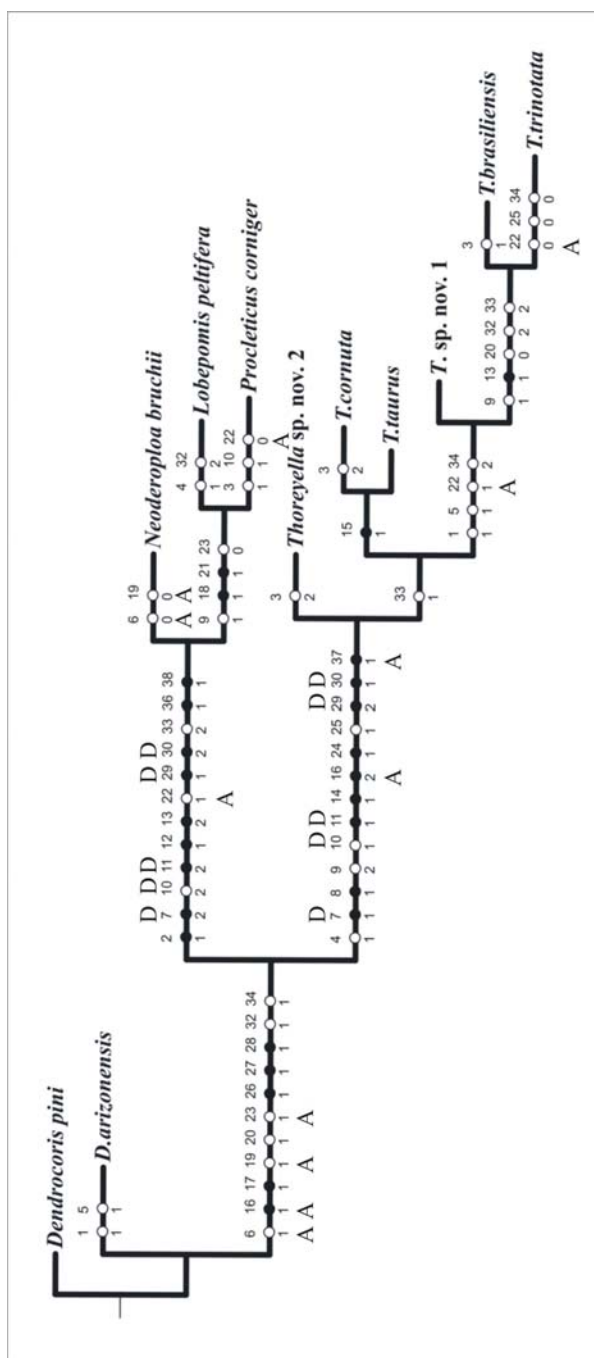 Dendrocoris pini
1 5
D.arizonensis
1 1
6 16 17 19 20 23 26 27 28 32 34
1 1 1 1 1 1 1 1 1 1 1
A A A A
D D D D D
2 7 10 11 12 13 22 29 30 33 36 38
1 2 2 2 1 2 1 1 2 2 1 1
A
6 19
Neoderoploa bruchii
0 0
A A
9 18 21 23
1 1 1 0
4 32
Lobepomis peltifera
1 2
3 10 22
Procleticus corniger
1 1 0
A
D D D D D
4 7 8 9 10 11 14 16 24 25 29 30 37
1 1 1 2 1 1 1 2 1 1 2 1 1
A A
3
Thoreyella sp. nov. 2
2
33
1
3
T.cornuta
2
15
1
T.taurus
1 5 22 34
1 1 1 2
A
T. sp. nov. 1
9 13 20 32 33
1 1 0 2 2
3
T.brasiliensis
1
22 25 34
T.trinotata
0 0 0
A